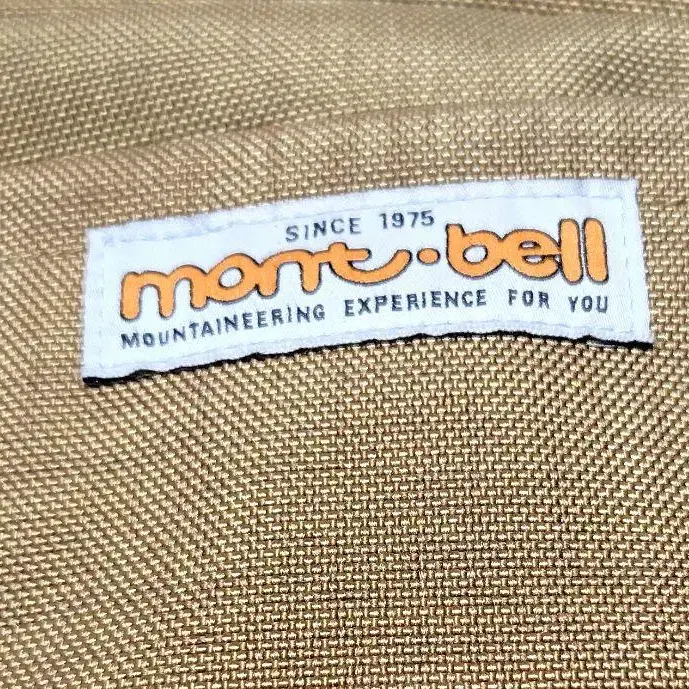 SINCE 1975
mont·bell
MOUNTAINEERING EXPERIENCE FOR YOU